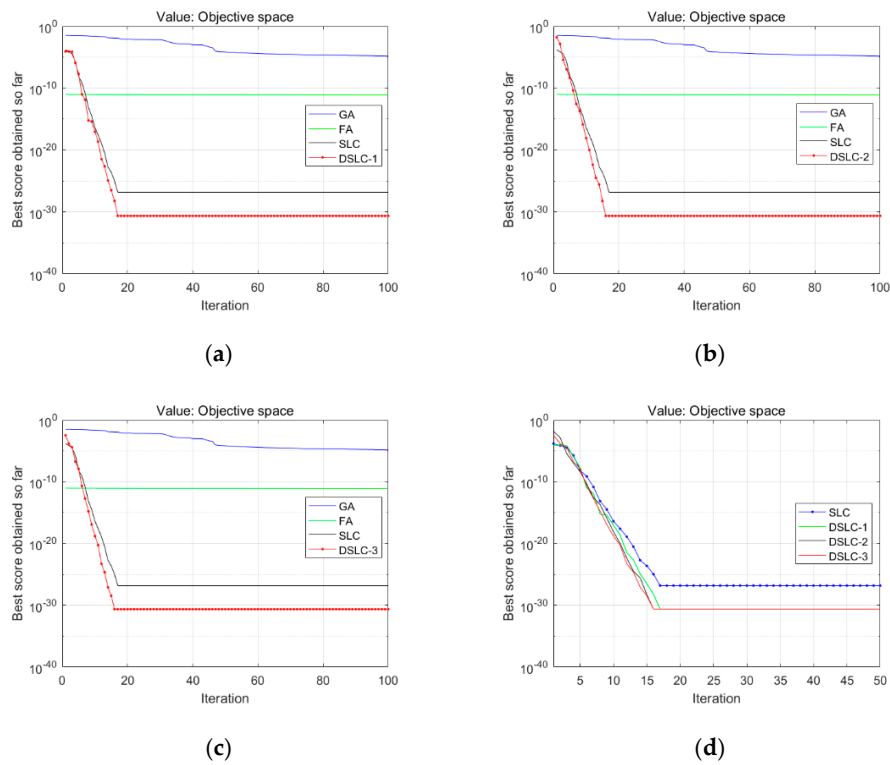 Value: Objective space
Best score obtained so far
10^0
10^-10
10^-20
10^-30
10^-40
GA
FA
SLC
DSLC-1
0 20 40 60 80 100
Iteration
(a)
Value: Objective space
Best score obtained so far
10^0
10^-10
10^-20
10^-30
10^-40
GA
FA
SLC
DSLC-2
0 20 40 60 80 100
Iteration
(b)
Value: Objective space
Best score obtained so far
10^0
10^-10
10^-20
10^-30
10^-40
GA
FA
SLC
DSLC-3
0 20 40 60 80 100
Iteration
(c)
Value: Objective space
Best score obtained so far
10^0
10^-10
10^-20
10^-30
10^-40
SLC
DSLC-1
DSLC-2
DSLC-3
5 10 15 20 25 30 35 40 45 50
Iteration
(d)